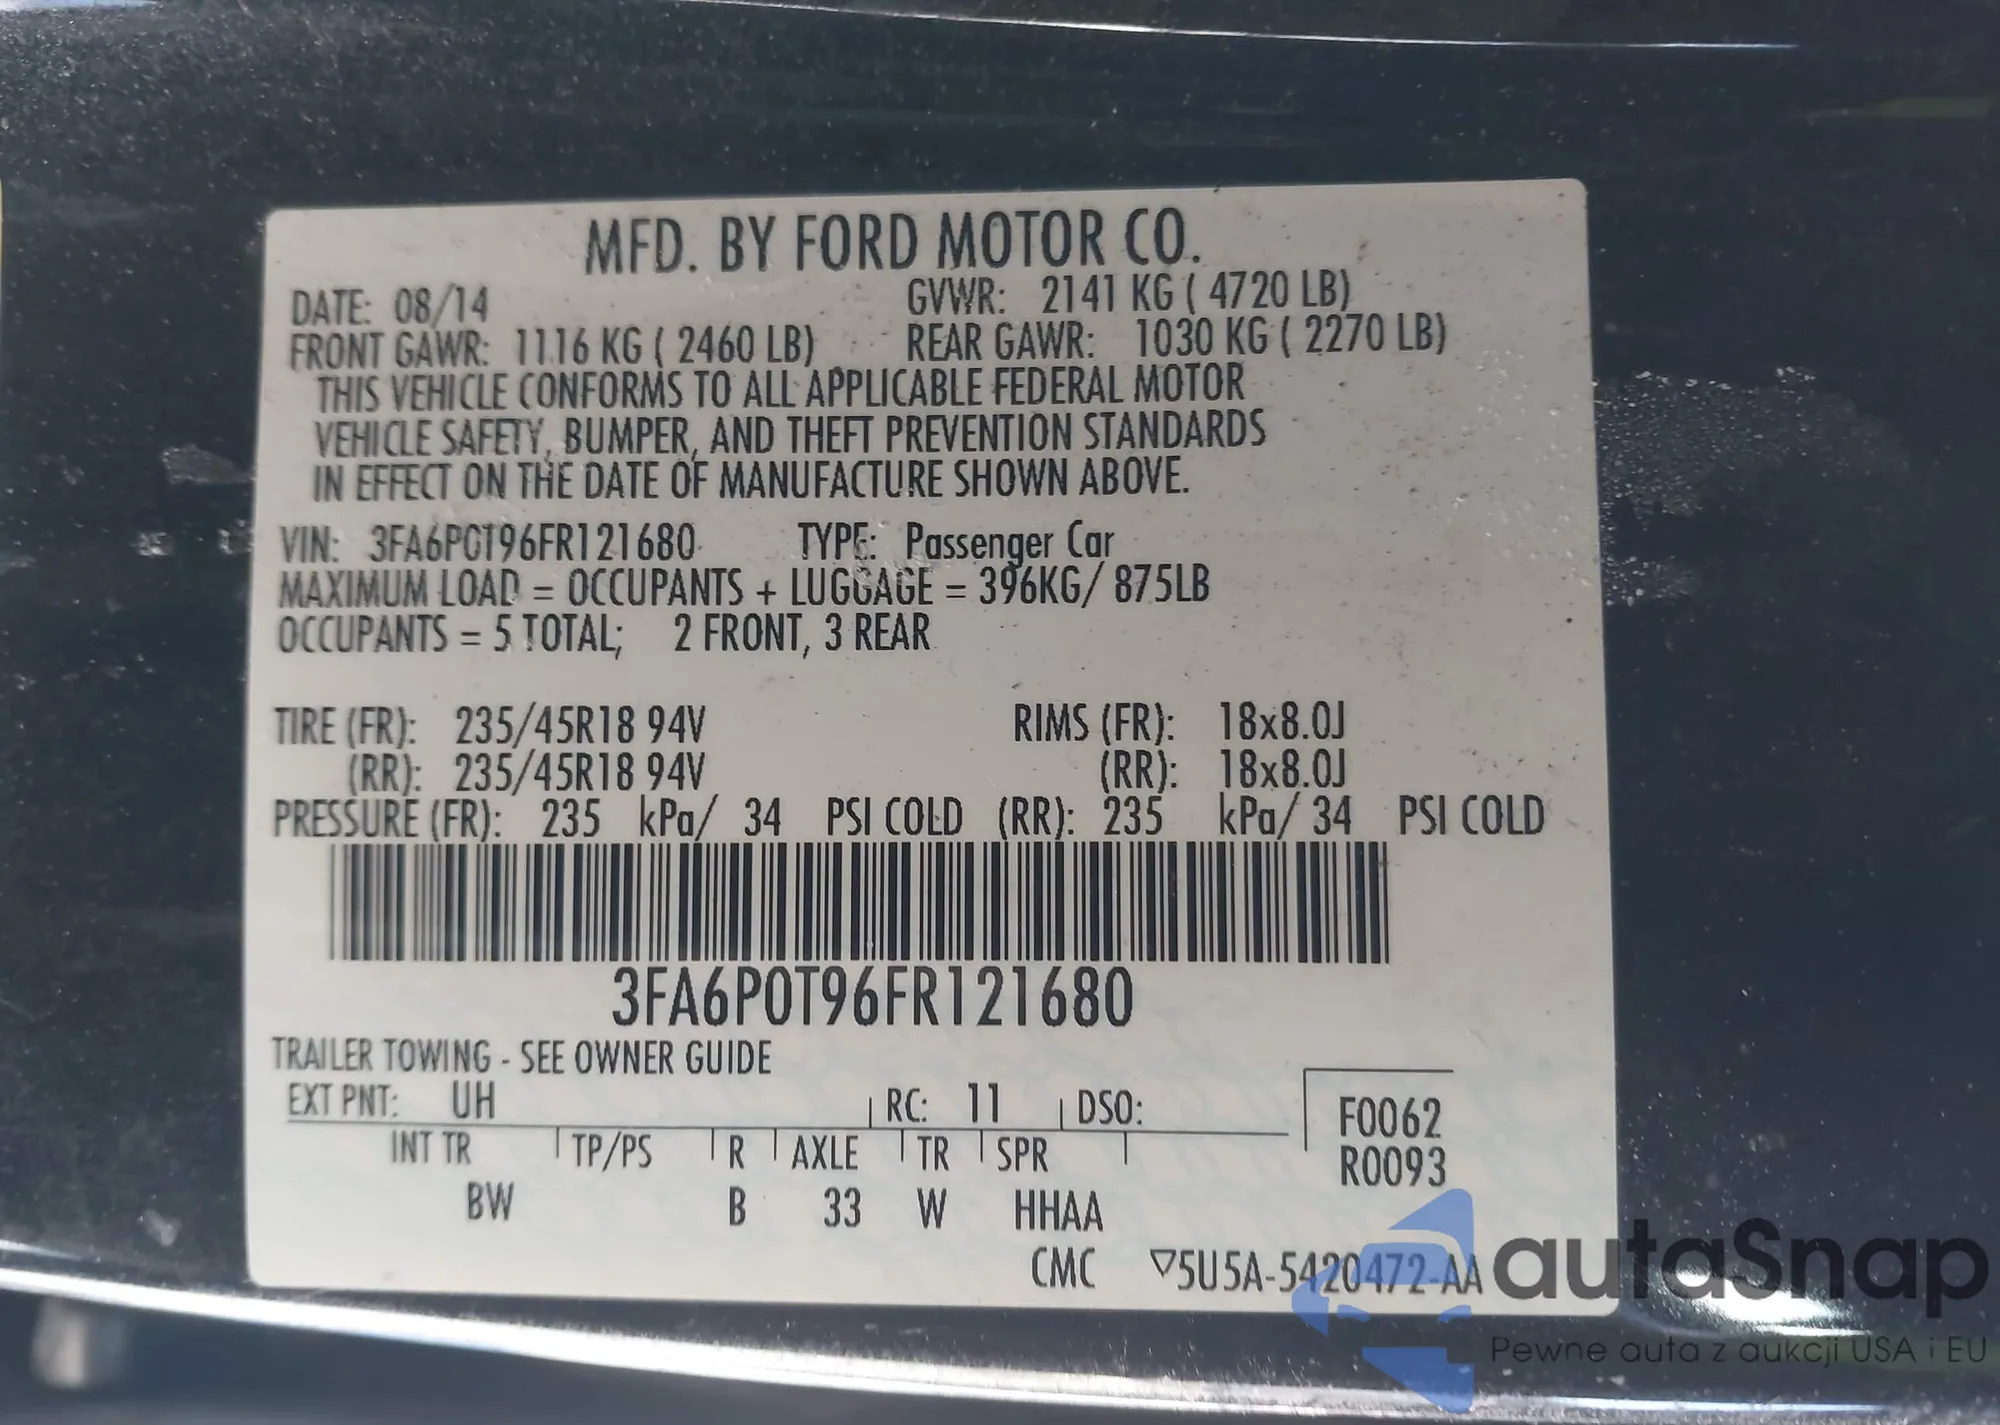 MFD. BY FORD MOTOR CO.
DATE: 08/14 GVWR: 2141 KG ( 4720 LB)
FRONT GAWR: 1116 KG ( 2460 LB) REAR GAWR: 1030 KG ( 2270 LB)
THIS VEHICLE CONFORMS TO ALL APPLICABLE FEDERAL MOTOR
VEHICLE SAFETY, BUMPER, AND THEFT PREVENTION STANDARDS
IN EFFECT ON THE DATE OF MANUFACTURE SHOWN ABOVE.
VIN: 3FA6P0T96FR121680 TYPE: Passenger Car
MAXIMUM LOAD = OCCUPANTS + LUGGAGE = 396KG/ 875LB
OCCUPANTS = 5 TOTAL; 2 FRONT, 3 REAR
TIRE (FR): 235/45R18 94V RIMS (FR): 18x8.0J
(RR): 235/45R18 94V (RR): 18x8.0J
PRESSURE (FR): 235 kPa/ 34 PSI COLD (RR): 235 kPa/ 34 PSI COLD
3FA6P0T96FR121680
TRAILER TOWING - SEE OWNER GUIDE
EXT PNT: UH RC: 11 DSO: F0062
R0093
INT TR TP/PS R AXLE TR SPR
BW B 33 W HHAA
CMC ▽5U5A-5420472-AA
autaSnap
Pewne auta z aukcji USA i EU